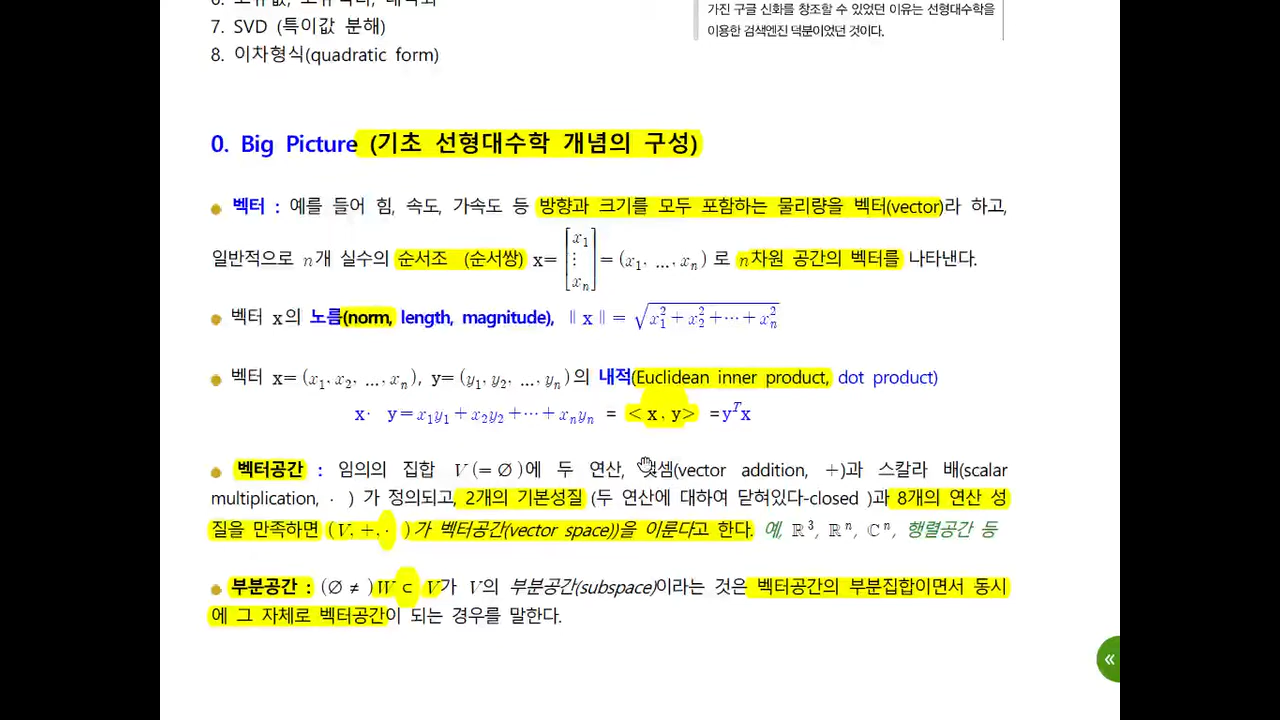 7. SVD (특이값 분해)
8. 이차형식(quadratic form)
가진 구글 신화를 창조할 수 있었던 이유는 선형대수학을
이용한 검색엔진 덕분이었던 것이다.
0. Big Picture (기초 선형대수학 개념의 구성)
벡터 : 예를 들어 힘, 속도, 가속도 등 방향과 크기를 모두 포함하는 물리량을 벡터(vector)라 하고,
일반적으로 n개 실수의 순서조 (순서쌍) x= [x₁ ⋮ xₙ] = (x₁, ..., xₙ) 로 n차원 공간의 벡터를 나타낸다.
벡터 x의 노름(norm, length, magnitude), ‖x‖ = √(x₁² + x₂² + ⋯ + xₙ²)
벡터 x= (x₁, x₂, ..., xₙ), y= (y₁, y₂, ..., yₙ)의 내적(Euclidean inner product, dot product)
x· y = x₁y₁ + x₂y₂ + ⋯ + xₙyₙ = < x , y> =yᵀx
벡터공간 : 임의의 집합 V(=∅)에 두 연산, 덧셈(vector addition, +)과 스칼라 배(scalar
multiplication, · ) 가 정의되고, 2개의 기본성질 (두 연산에 대하여 닫혀있다-closed )과 8개의 연산 성
질을 만족하면 (V, +, · )가 벡터공간(vector space))을 이룬다고 한다. 예, ℝ³, ℝⁿ, ℂⁿ, 행렬공간 등
부분공간 : (∅ ≠ )W ⊂ V가 V의 부분공간(subspace)이라는 것은 벡터공간의 부분집합이면서 동시
에 그 자체로 벡터공간이 되는 경우를 말한다.
«